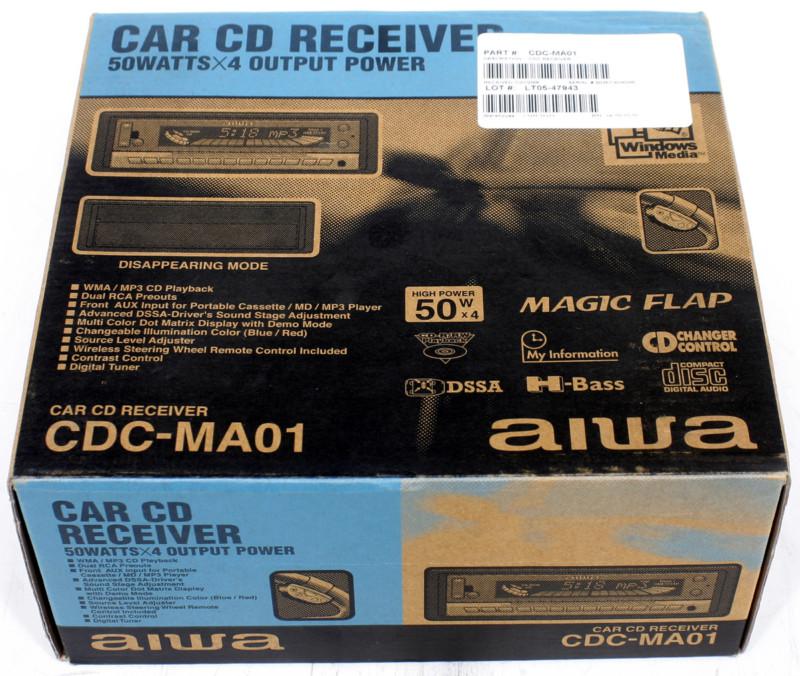 CAR CD RECEIVER
50WATTS×4 OUTPUT POWER
PART # CDC-MA01
LOT #: LT05-47943
Windows
Media™
aiwa
5:18 MP3
DISAPPEARING MODE
■ WMA / MP3 CD Playback
■ Dual RCA Preouts
■ Front AUX Input for Portable Cassette / MD / MP3 Player
■ Advanced DSSA-Driver's Sound Stage Adjustment
■ Multi Color Dot Matrix Display with Demo Mode
■ Changeable Illumination Color (Blue / Red)
■ Source Level Adjuster
■ Wireless Steering Wheel Remote Control Included
■ Contrast Control
■ Digital Tuner
HIGH POWER
50W×4
MAGIC FLAP
CD-R/RW
Playback
My Information
CD CHANGER
CONTROL
DSSA
H-Bass
COMPACT
disc
DIGITAL AUDIO
CAR CD RECEIVER
CDC-MA01
aiwa
CAR CD
RECEIVER
50WATTS×4 OUTPUT POWER
■ WMA / MP3 CD Playback
■ Dual RCA Preouts
■ Front AUX Input for Portable
Cassette / MD / MP3 Player
■ Advanced DSSA-Driver's
Sound Stage Adjustment
■ Multi Color Dot Matrix Display
with Demo Mode
■ Changeable Illumination Color (Blue / Red)
■ Source Level Adjuster
■ Wireless Steering Wheel Remote
Control Included
■ Contrast Control
■ Digital Tuner
aiwa
5:18 MP3
aiwa
CAR CD RECEIVER
CDC-MA01